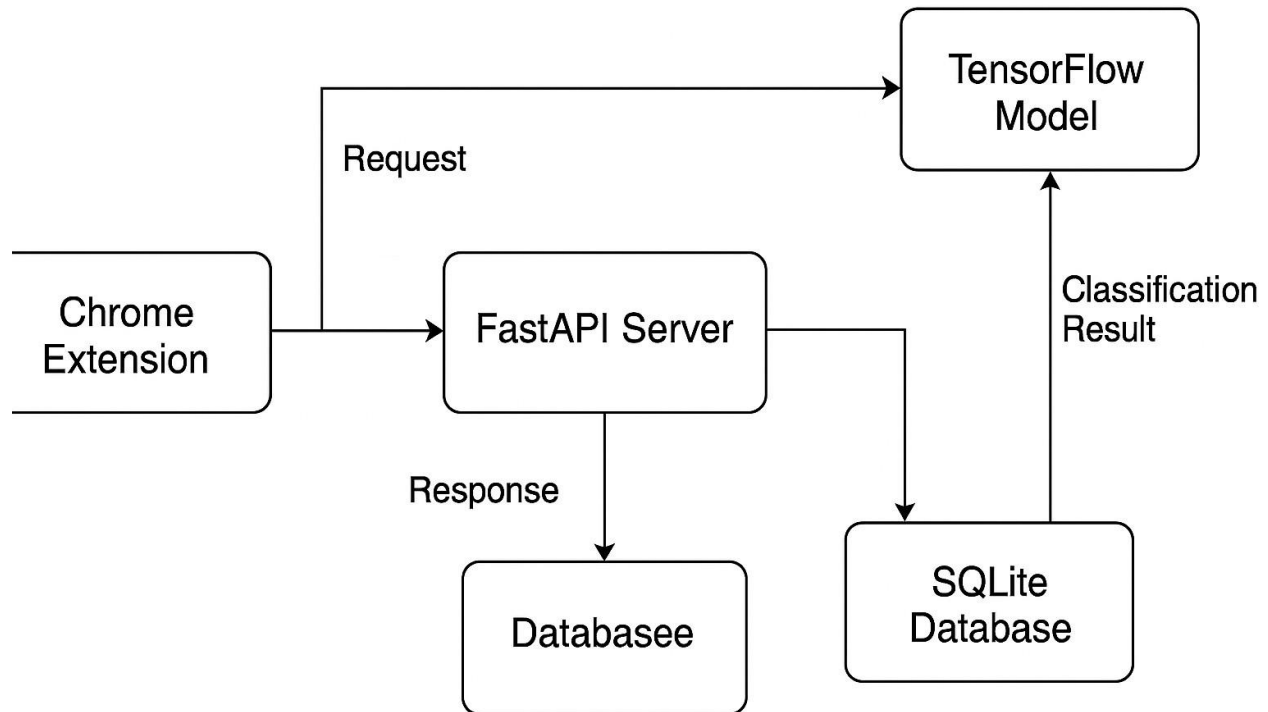 TensorFlow
Model
Request
Chrome
Extension
FastAPI Server
Classification
Result
Response
SQLite
Database
Databasee